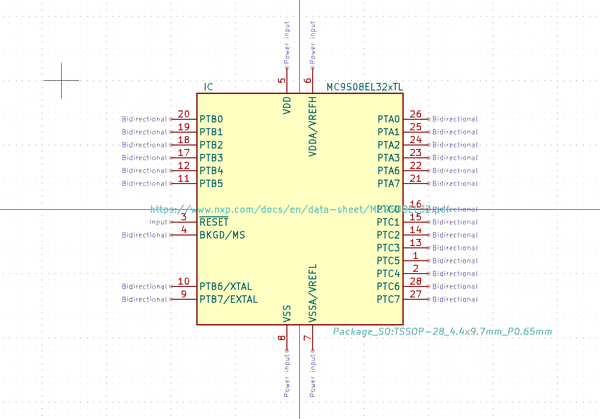 Power input Power input
5 6
IC MC9S08EL32xTL
VDD VDDA/VREFH
Bidirectional 20 PTB0 PTA0 26 Bidirectional
Bidirectional 19 PTB1 PTA1 25 Bidirectional
Bidirectional 18 PTB2 PTA2 24 Bidirectional
Bidirectional 17 PTB3 PTA3 23 Bidirectional
Bidirectional 12 PTB4 PTA6 22 Bidirectional
Bidirectional 11 PTB5 PTA7 21 Bidirectional
https://www.nxp.com/docs/en/data-sheet/ PTC0 16 Bidirectional
Input 3 RESET PTC1 15 Bidirectional
Bidirectional 4 BKGD/MS PTC2 14 Bidirectional
PTC3 13 Bidirectional
PTC5 1 Bidirectional
PTC4 2 Bidirectional
Bidirectional 10 PTB6/XTAL PTC6 28 Bidirectional
Bidirectional 9 PTB7/EXTAL PTC7 27 Bidirectional
VSS VSSA/VREFL
Package_SO:TSSOP-28_4.4x9.7mm_P0.65mm
8 7
Power input Power input